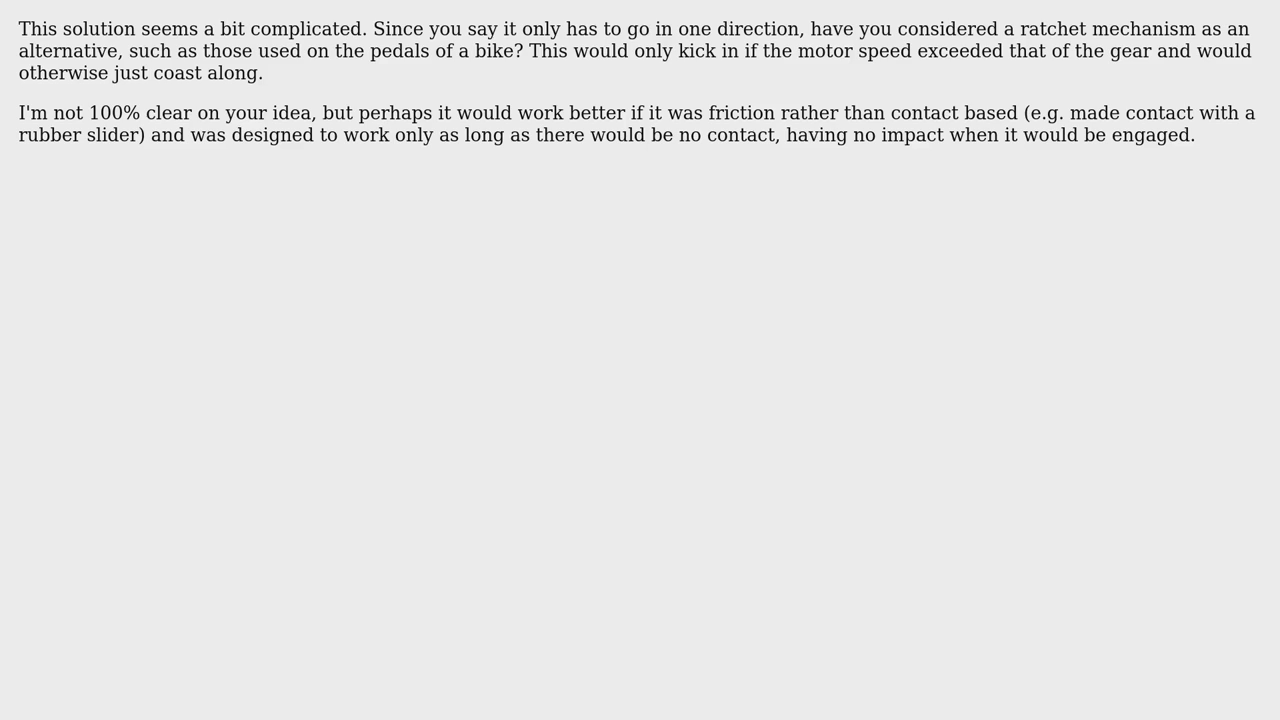 This solution seems a bit complicated. Since you say it only has to go in one direction, have you considered a ratchet mechanism as an
alternative, such as those used on the pedals of a bike? This would only kick in if the motor speed exceeded that of the gear and would
otherwise just coast along.
I'm not 100% clear on your idea, but perhaps it would work better if it was friction rather than contact based (e.g. made contact with a
rubber slider) and was designed to work only as long as there would be no contact, having no impact when it would be engaged.